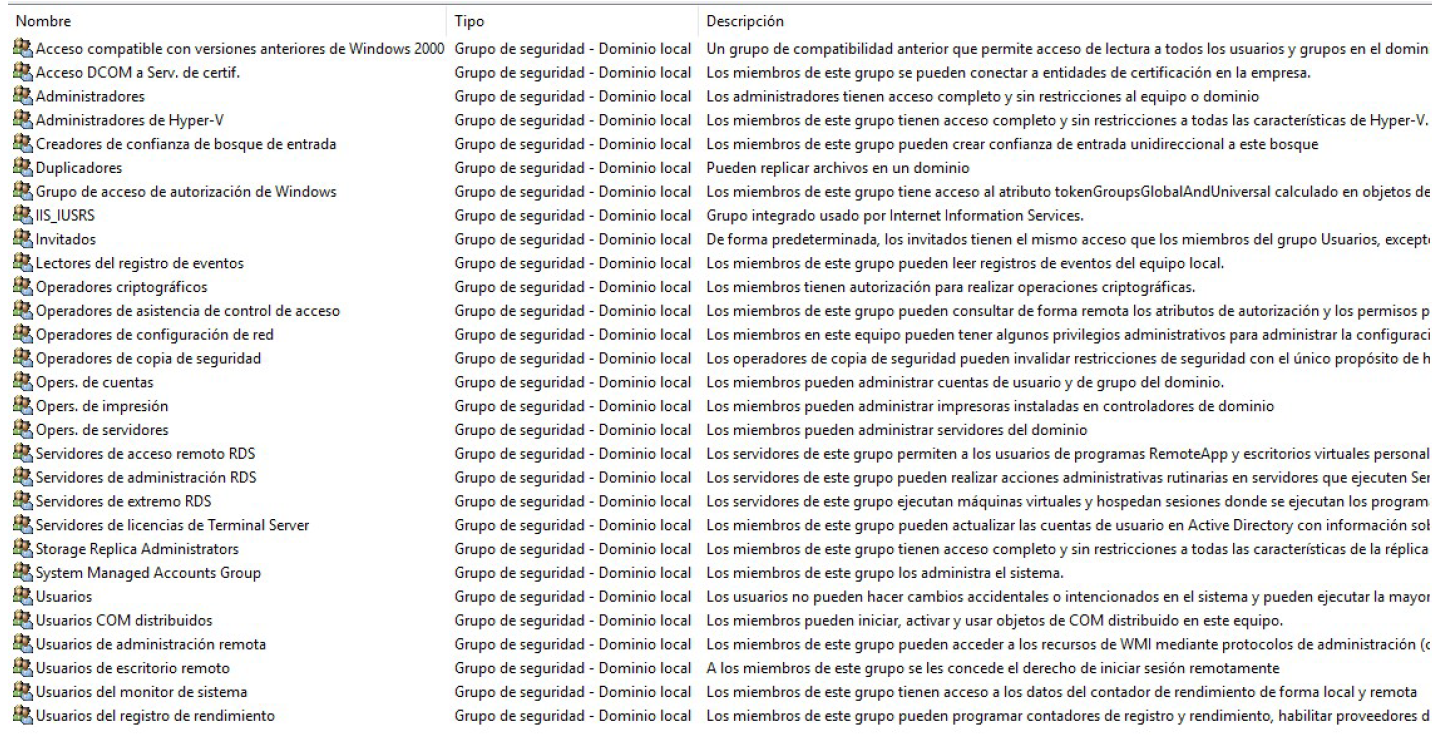 Nombre Tipo Descripción
Acceso compatible con versiones anteriores de Windows 2000 Grupo de seguridad - Dominio local Un grupo de compatibilidad anterior que permite acceso de lectura a todos los usuarios y grupos en el domin
Acceso DCOM a Serv. de certif. Grupo de seguridad - Dominio local Los miembros de este grupo se pueden conectar a entidades de certificación en la empresa.
Administradores Grupo de seguridad - Dominio local Los administradores tienen acceso completo y sin restricciones al equipo o dominio
Administradores de Hyper-V Grupo de seguridad - Dominio local Los miembros de este grupo tienen acceso completo y sin restricciones a todas las características de Hyper-V.
Creadores de confianza de bosque de entrada Grupo de seguridad - Dominio local Los miembros de este grupo pueden crear confianza de entrada unidireccional a este bosque
Duplicadores Grupo de seguridad - Dominio local Pueden replicar archivos en un dominio
Grupo de acceso de autorización de Windows Grupo de seguridad - Dominio local Los miembros de este grupo tiene acceso al atributo tokenGroupsGlobalAndUniversal calculado en objetos de
IIS_IUSRS Grupo de seguridad - Dominio local Grupo integrado usado por Internet Information Services.
Invitados Grupo de seguridad - Dominio local De forma predeterminada, los invitados tienen el mismo acceso que los miembros del grupo Usuarios, except
Lectores del registro de eventos Grupo de seguridad - Dominio local Los miembros de este grupo pueden leer registros de eventos del equipo local.
Operadores criptográficos Grupo de seguridad - Dominio local Los miembros tienen autorización para realizar operaciones criptográficas.
Operadores de asistencia de control de acceso Grupo de seguridad - Dominio local Los miembros de este grupo pueden consultar de forma remota los atributos de autorización y los permisos p
Operadores de configuración de red Grupo de seguridad - Dominio local Los miembros en este equipo pueden tener algunos privilegios administrativos para administrar la configuraci
Operadores de copia de seguridad Grupo de seguridad - Dominio local Los operadores de copia de seguridad pueden invalidar restricciones de seguridad con el único propósito de h
Opers. de cuentas Grupo de seguridad - Dominio local Los miembros pueden administrar cuentas de usuario y de grupo del dominio.
Opers. de impresión Grupo de seguridad - Dominio local Los miembros pueden administrar impresoras instaladas en controladores de dominio
Opers. de servidores Grupo de seguridad - Dominio local Los miembros pueden administrar servidores del dominio
Servidores de acceso remoto RDS Grupo de seguridad - Dominio local Los servidores de este grupo permiten a los usuarios de programas RemoteApp y escritorios virtuales personal
Servidores de administración RDS Grupo de seguridad - Dominio local Los servidores de este grupo pueden realizar acciones administrativas rutinarias en servidores que ejecuten Ser
Servidores de extremo RDS Grupo de seguridad - Dominio local Los servidores de este grupo ejecutan máquinas virtuales y hospedan sesiones donde se ejecutan los program
Servidores de licencias de Terminal Server Grupo de seguridad - Dominio local Los miembros de este grupo pueden actualizar las cuentas de usuario en Active Directory con información sob
Storage Replica Administrators Grupo de seguridad - Dominio local Los miembros de este grupo tienen acceso completo y sin restricciones a todas las características de la réplica
System Managed Accounts Group Grupo de seguridad - Dominio local Los miembros de este grupo los administra el sistema.
Usuarios Grupo de seguridad - Dominio local Los usuarios no pueden hacer cambios accidentales o intencionados en el sistema y pueden ejecutar la mayor
Usuarios COM distribuidos Grupo de seguridad - Dominio local Los miembros pueden iniciar, activar y usar objetos de COM distribuido en este equipo.
Usuarios de administración remota Grupo de seguridad - Dominio local Los miembros de este grupo pueden acceder a los recursos de WMI mediante protocolos de administración (c
Usuarios de escritorio remoto Grupo de seguridad - Dominio local A los miembros de este grupo se les concede el derecho de iniciar sesión remotamente
Usuarios del monitor de sistema Grupo de seguridad - Dominio local Los miembros de este grupo tienen acceso a los datos del contador de rendimiento de forma local y remota
Usuarios del registro de rendimiento Grupo de seguridad - Dominio local Los miembros de este grupo pueden programar contadores de registro y rendimiento, habilitar proveedores d